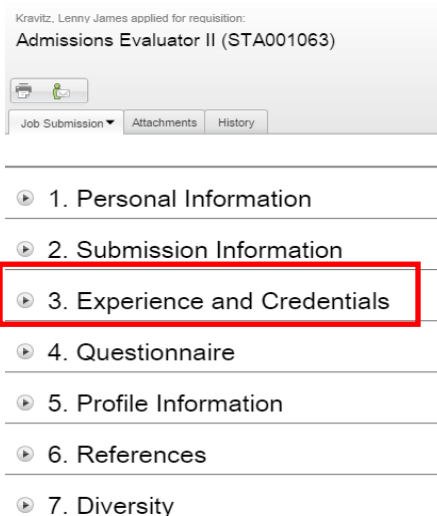 Kravitz, Lenny James applied for requisition:
Admissions Evaluator II (STA001063)
Job Submission Attachments History
1. Personal Information
2. Submission Information
3. Experience and Credentials
4. Questionnaire
5. Profile Information
6. References
7. Diversity